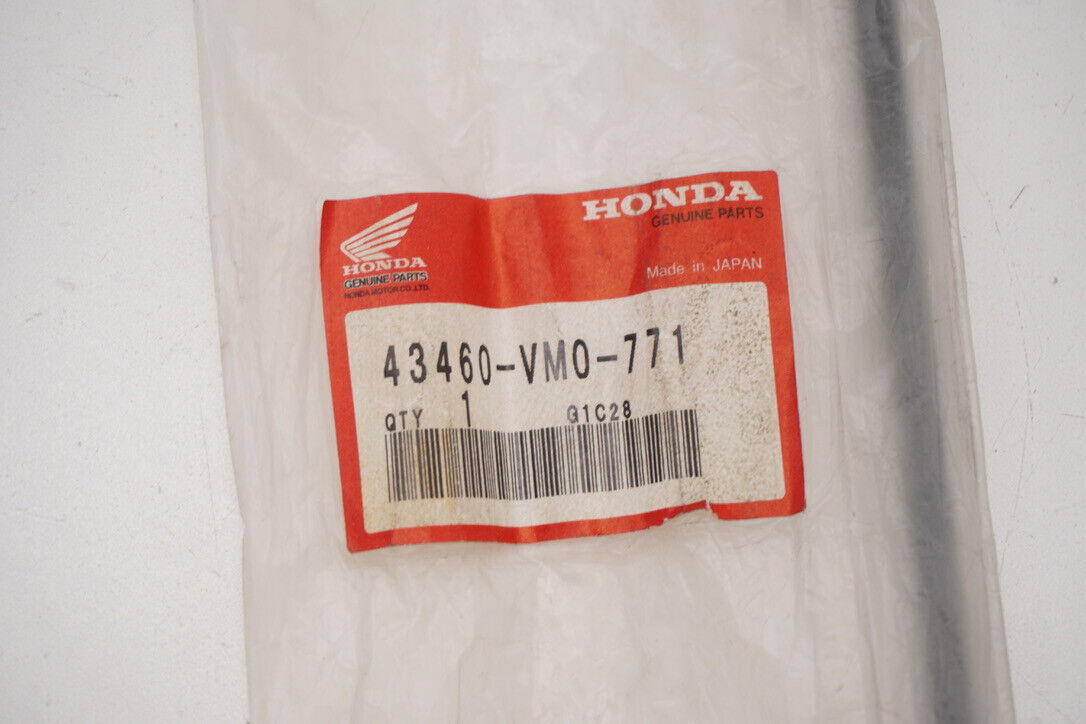 HONDA
GENUINE PARTS
HONDA MOTOR CO.,LTD.
HONDA
GENUINE PARTS
Made in JAPAN
43460-VM0-771
QTY 1 G1C28